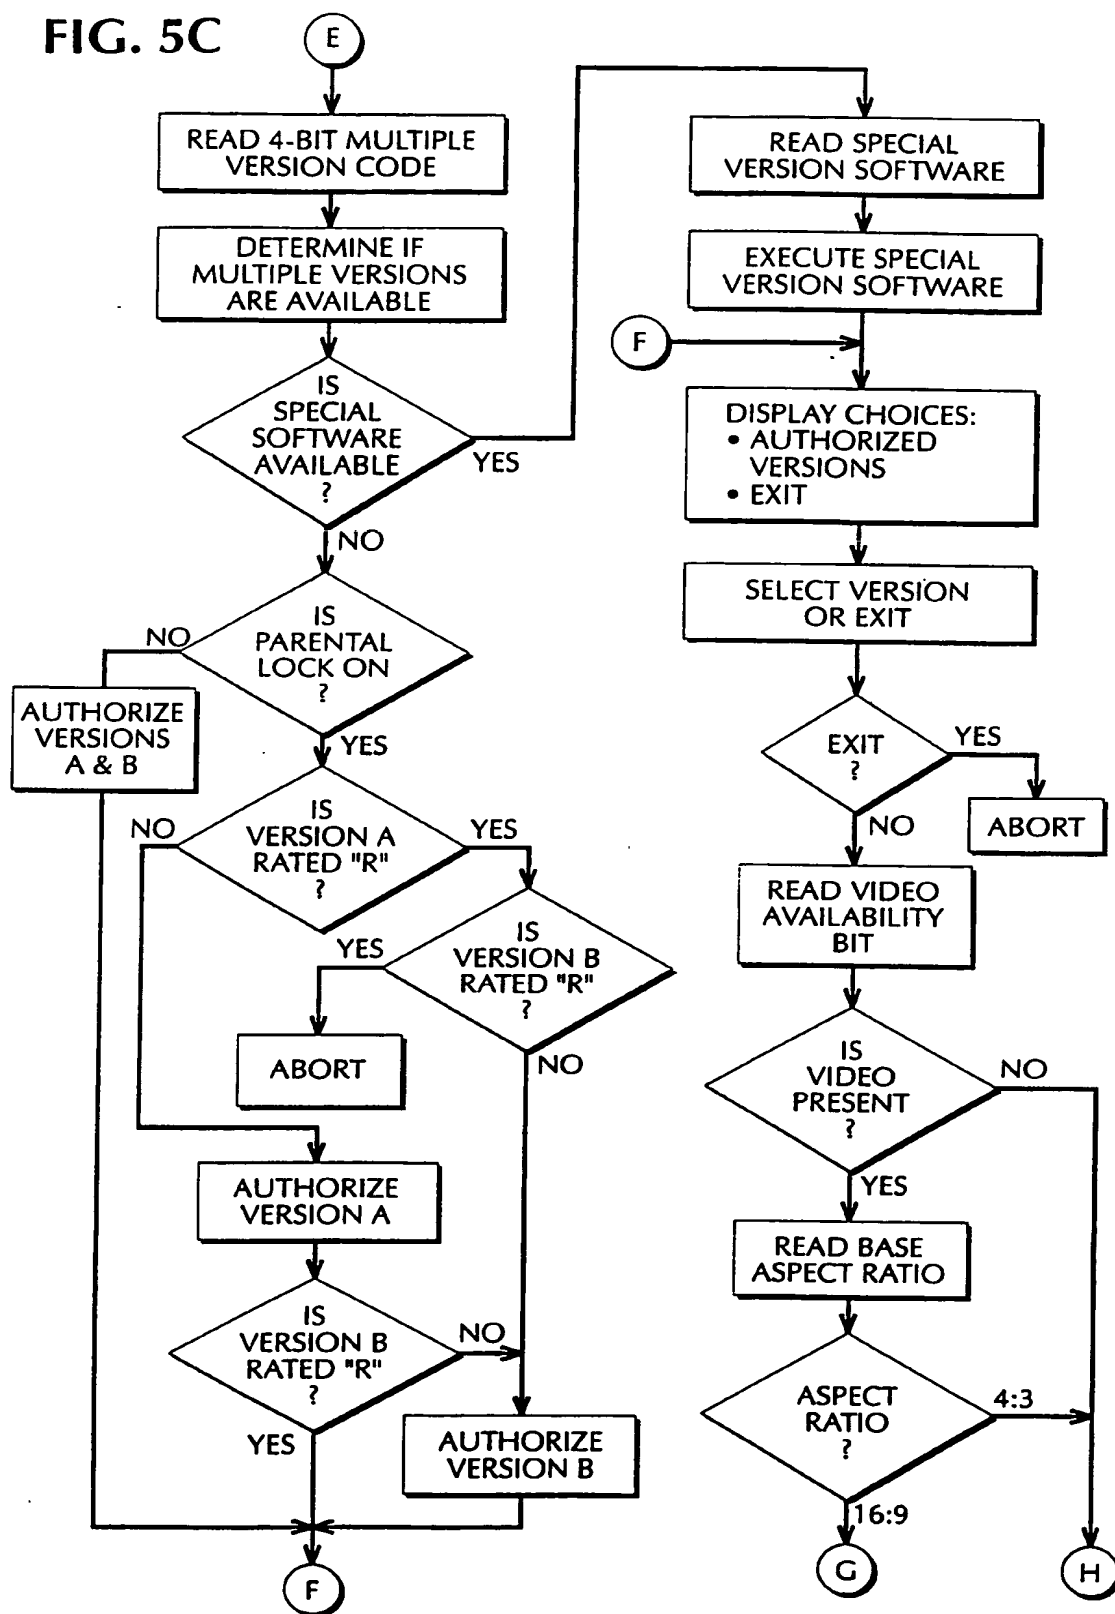 FIG. 5C
E
READ 4-BIT MULTIPLE
VERSION CODE
DETERMINE IF
MULTIPLE VERSIONS
ARE AVAILABLE
IS
SPECIAL
SOFTWARE
AVAILABLE
?
YES
NO
IS
PARENTAL
LOCK ON
?
NO
YES
AUTHORIZE
VERSIONS
A & B
IS
VERSION A
RATED "R"
?
NO
YES
IS
VERSION B
RATED "R"
?
YES
NO
ABORT
AUTHORIZE
VERSION A
IS
VERSION B
RATED "R"
?
NO
YES
AUTHORIZE
VERSION B
F
READ SPECIAL
VERSION SOFTWARE
EXECUTE SPECIAL
VERSION SOFTWARE
F
DISPLAY CHOICES:
• AUTHORIZED
VERSIONS
• EXIT
SELECT VERSION
OR EXIT
EXIT
?
YES
NO
ABORT
READ VIDEO
AVAILABILITY
BIT
IS
VIDEO
PRESENT
?
NO
YES
READ BASE
ASPECT RATIO
ASPECT
RATIO
?
4:3
16:9
G
H